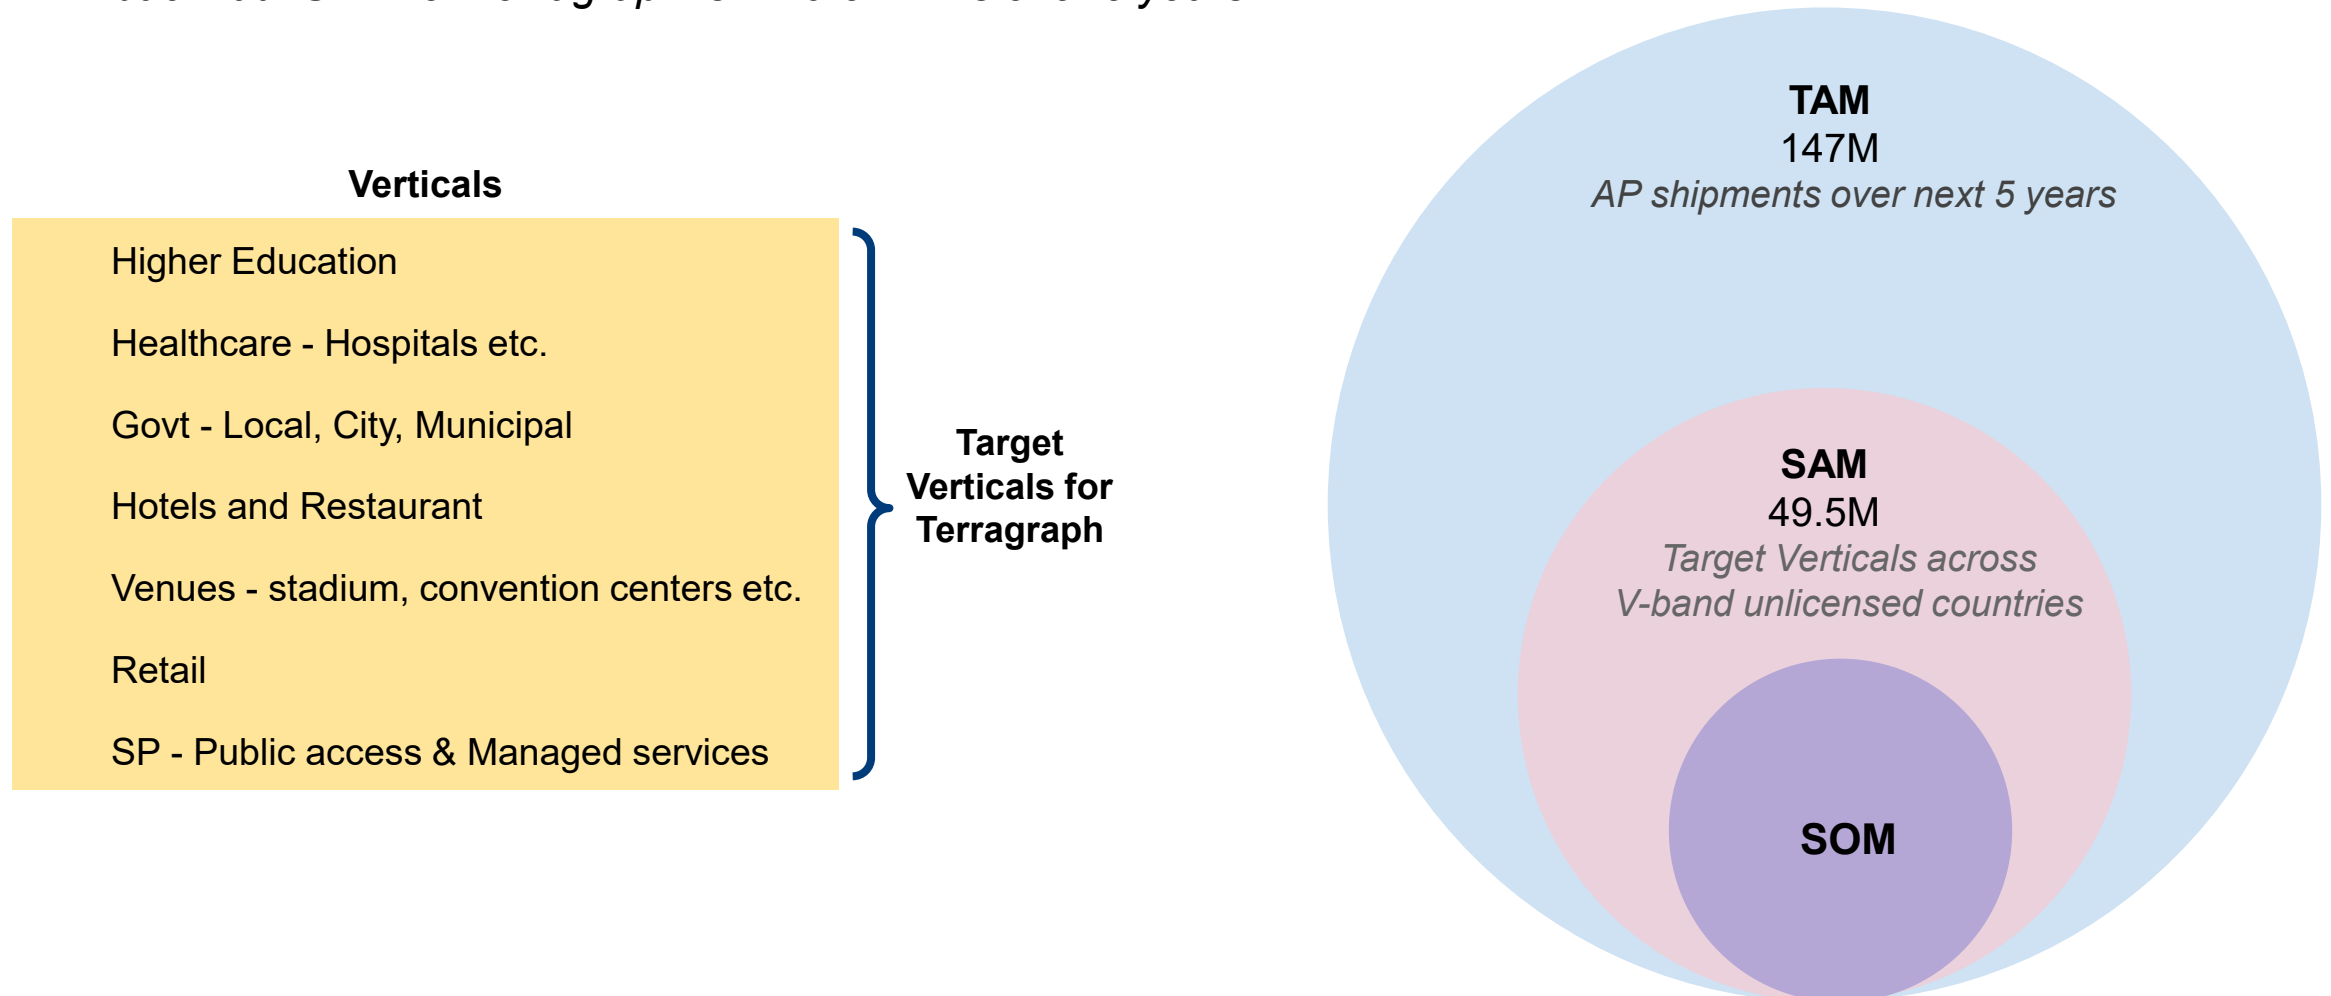 Verticals
Higher Education
Healthcare - Hospitals etc.
Govt - Local, City, Municipal
Hotels and Restaurant
Venues - stadium, convention centers etc.
Retail
SP - Public access & Managed services
Target
Verticals for
Terragraph
TAM
147M
AP shipments over next 5 years
SAM
49.5M
Target Verticals across
V-band unlicensed countries
SOM